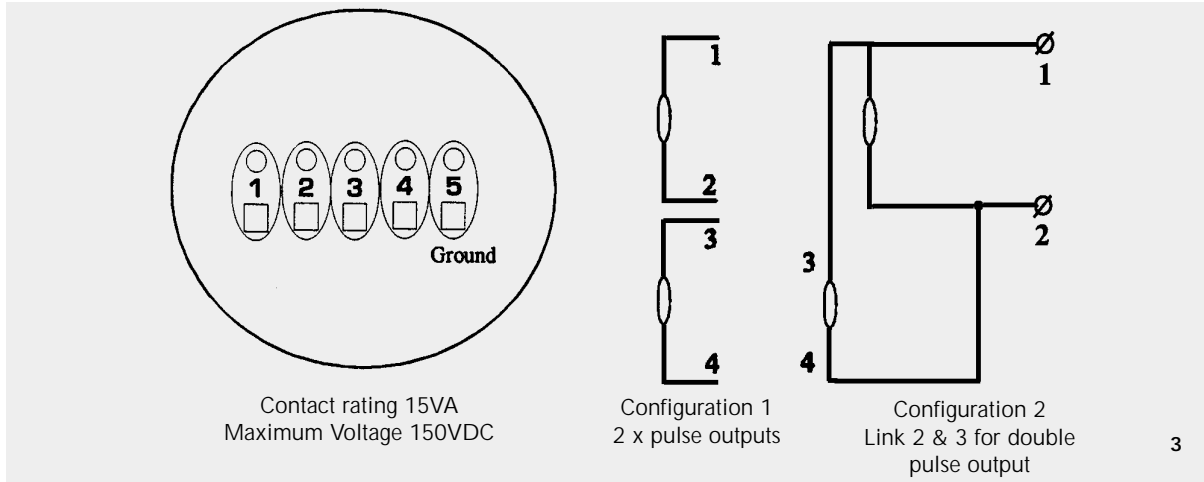 1 2 3 4 5
Ground
Contact rating 15VA
Maximum Voltage 150VDC
1
2
3
4
Configuration 1
2 x pulse outputs
1
2
3
4
Configuration 2
Link 2 & 3 for double
pulse output
3